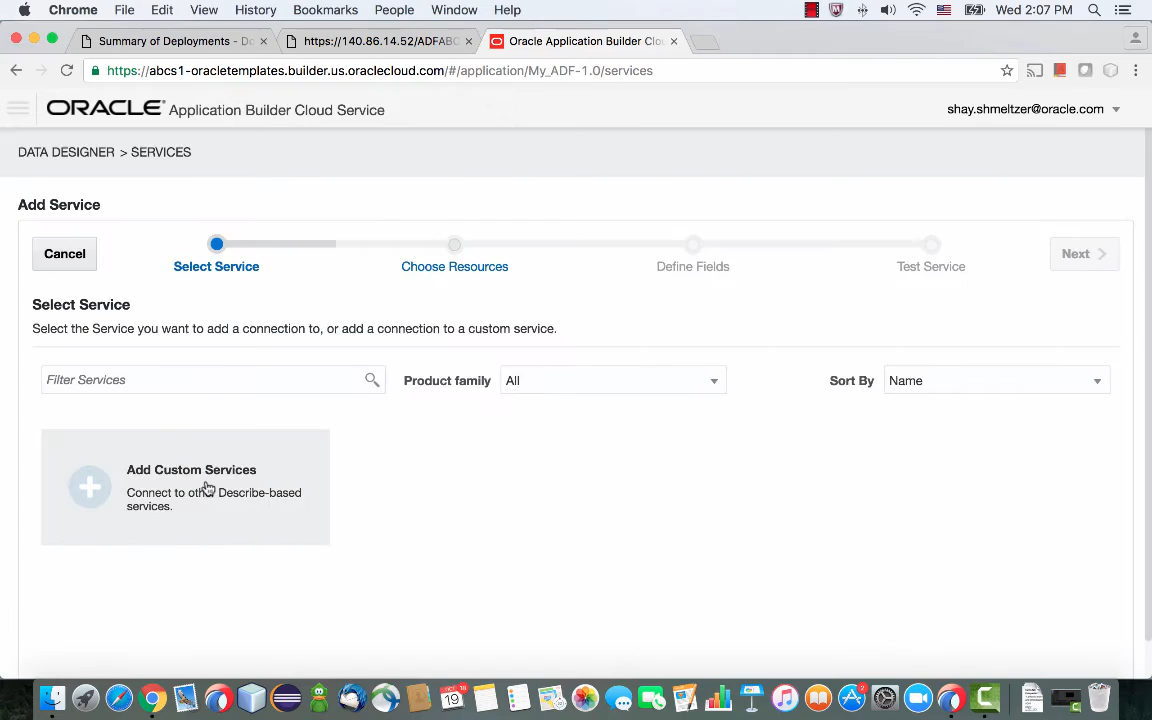 Chrome File Edit View History Bookmarks People Window Help Wed 2:07 PM
Summary of Deployments - Do × https://140.86.14.52/ADFABC × Oracle Application Builder Clou ×
https://abcs1-oracletemplates.builder.us.oraclecloud.com/#/application/My_ADF-1.0/services
ORACLE Application Builder Cloud Service shay.shmeltzer@oracle.com
DATA DESIGNER > SERVICES
Add Service
Cancel Next
Select Service Choose Resources Define Fields Test Service
Select Service
Select the Service you want to add a connection to, or add a connection to a custom service.
Filter Services Product family All Sort By Name
Add Custom Services
Connect to Describe-based
services.